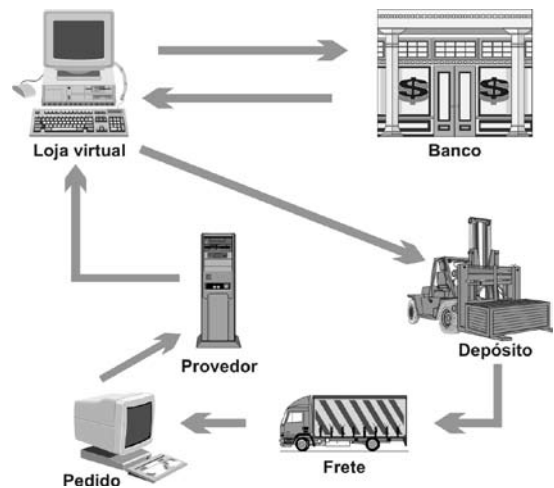 Loja virtual
Banco
$
$
Provedor
Depósito
Pedido
Frete